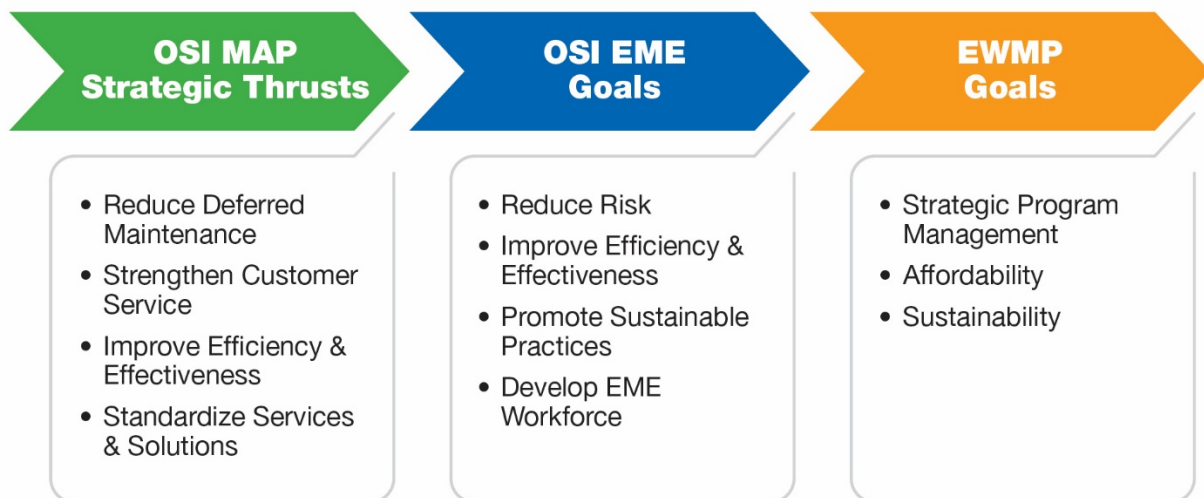 OSI MAP
Strategic Thrusts
• Reduce Deferred
Maintenance
• Strengthen Customer
Service
• Improve Efficiency &
Effectiveness
• Standardize Services
& Solutions
OSI EME
Goals
• Reduce Risk
• Improve Efficiency &
Effectiveness
• Promote Sustainable
Practices
• Develop EME
Workforce
EWMP
Goals
• Strategic Program
Management
• Affordability
• Sustainability